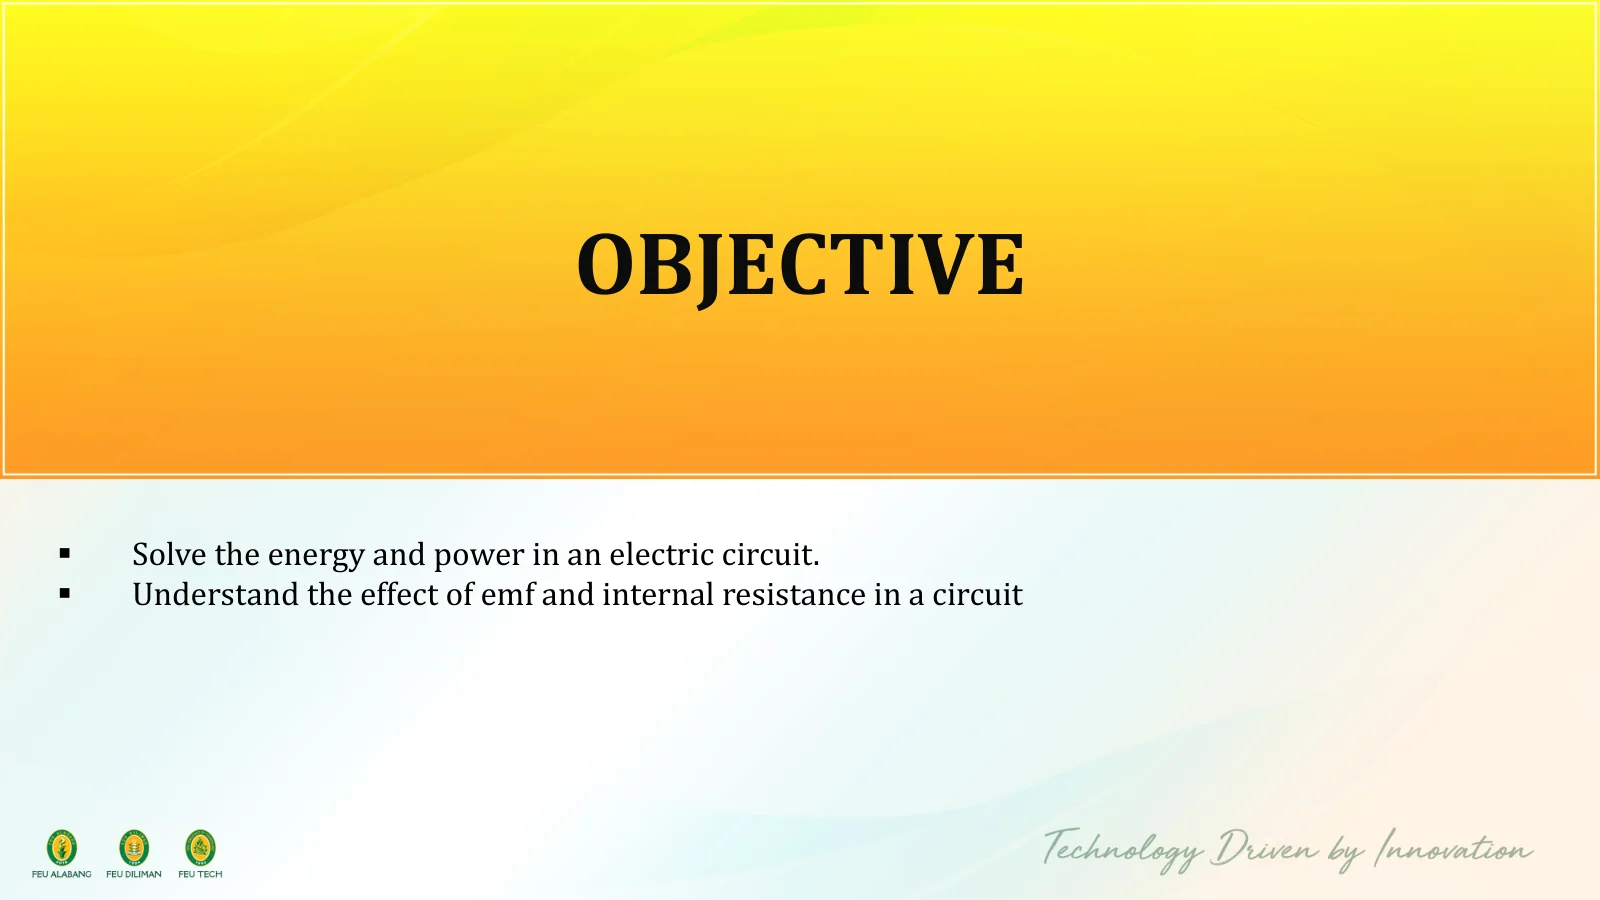 OBJECTIVE
▪ Solve the energy and power in an electric circuit.
▪ Understand the effect of emf and internal resistance in a circuit
FEU ALABANG FEU DILIMAN FEU TECH
Technology Driven by Innovation